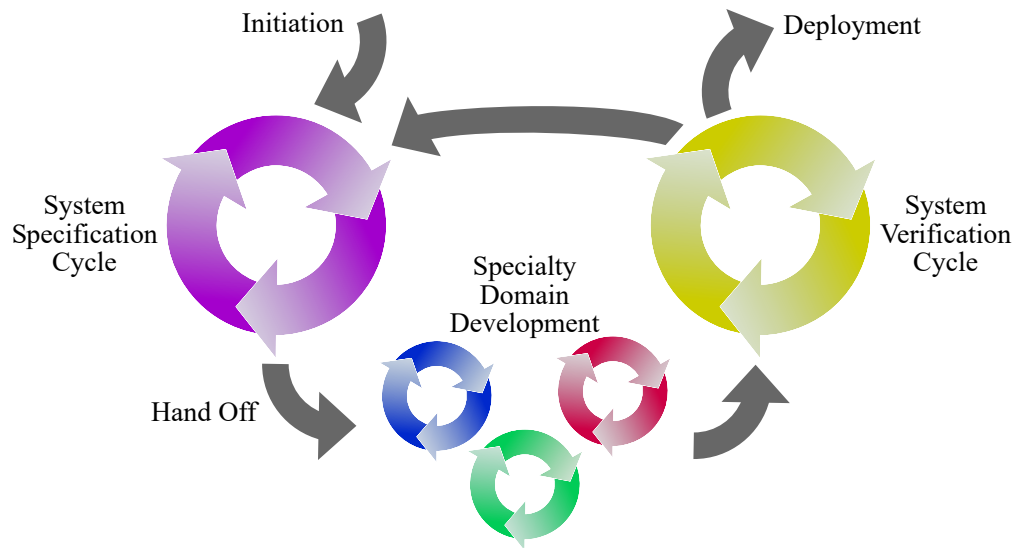 Initiation
Deployment
System
Specification
Cycle
System
Verification
Cycle
Specialty
Domain
Development
Hand Off